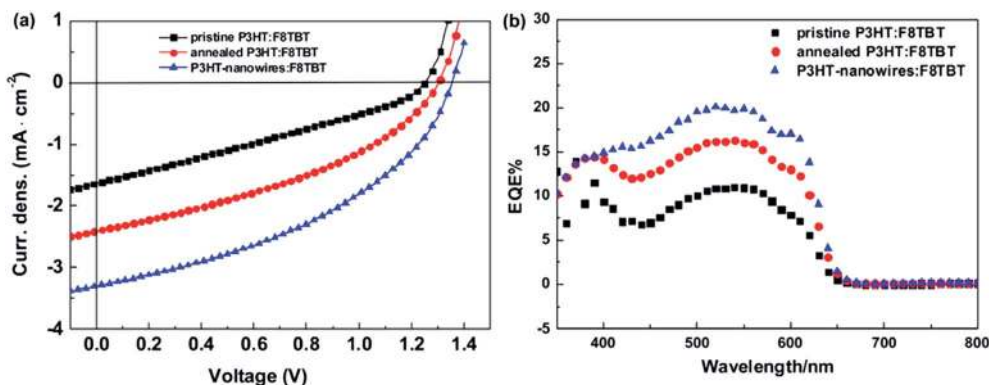 (a)
pristine P3HT:F8TBT
annealed P3HT:F8TBT
P3HT-nanowires:F8TBT
1
0
-1
-2
-3
-4
Curr. dens. (mA · cm⁻²)
0.0 0.2 0.4 0.6 0.8 1.0 1.2 1.4
Voltage (V)
(b)
pristine P3HT:F8TBT
annealed P3HT:F8TBT
P3HT-nanowires:F8TBT
30
25
20
15
10
5
0
-5
EQE%
400 500 600 700 800
Wavelength/nm